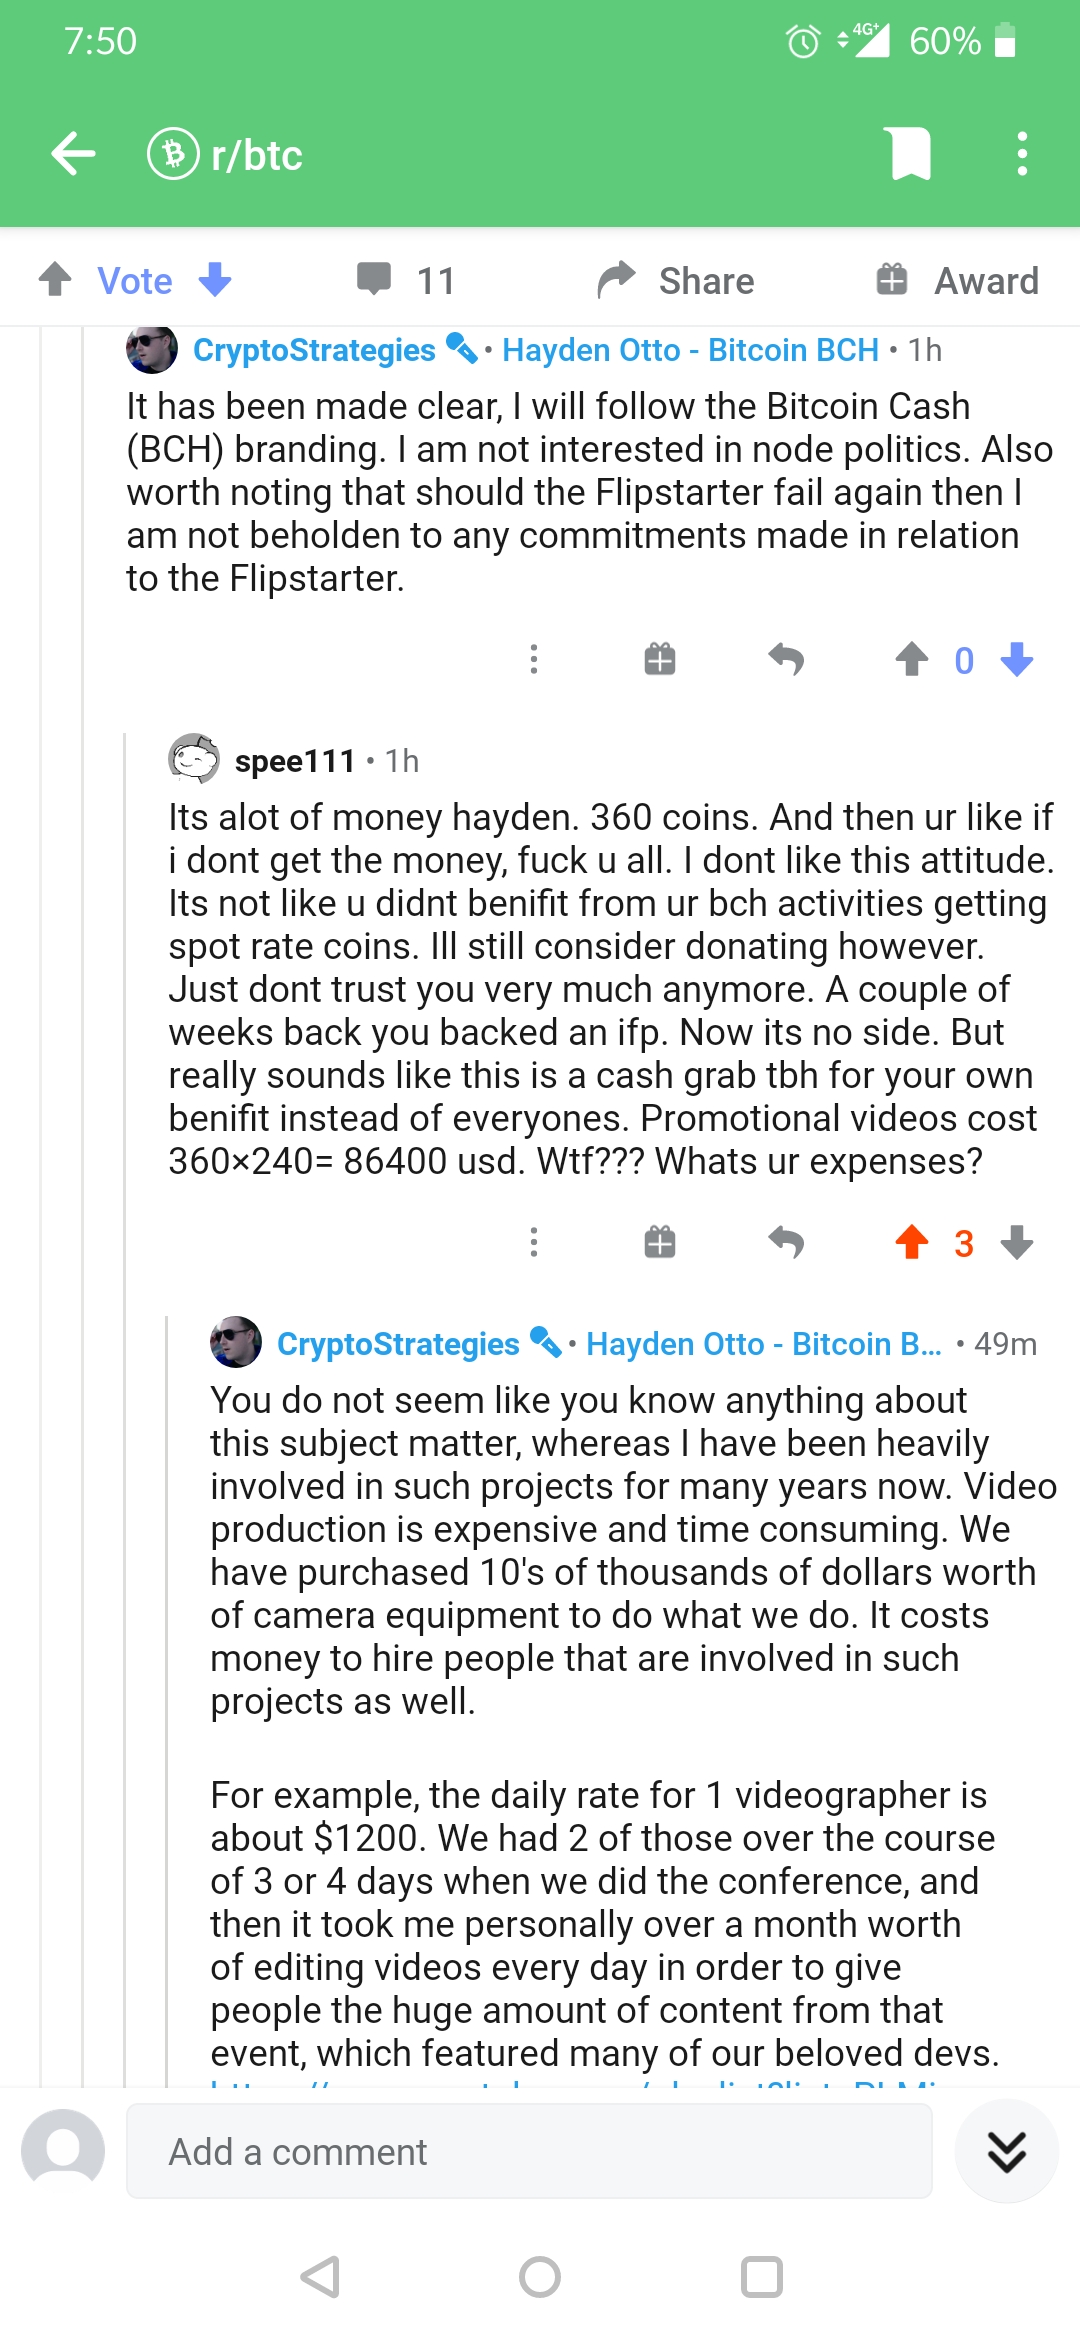 7:50
4G+ 60%
r/btc
Vote 11 Share Award
CryptoStrategies • Hayden Otto - Bitcoin BCH • 1h
It has been made clear, I will follow the Bitcoin Cash
(BCH) branding. I am not interested in node politics. Also
worth noting that should the Flipstarter fail again then I
am not beholden to any commitments made in relation
to the Flipstarter.
0
spee111 • 1h
Its alot of money hayden. 360 coins. And then ur like if
i dont get the money, fuck u all. I dont like this attitude.
Its not like u didnt benifit from ur bch activities getting
spot rate coins. Ill still consider donating however.
Just dont trust you very much anymore. A couple of
weeks back you backed an ifp. Now its no side. But
really sounds like this is a cash grab tbh for your own
benifit instead of everyones. Promotional videos cost
360×240= 86400 usd. Wtf??? Whats ur expenses?
3
CryptoStrategies • Hayden Otto - Bitcoin B... • 49m
You do not seem like you know anything about
this subject matter, whereas I have been heavily
involved in such projects for many years now. Video
production is expensive and time consuming. We
have purchased 10's of thousands of dollars worth
of camera equipment to do what we do. It costs
money to hire people that are involved in such
projects as well.
For example, the daily rate for 1 videographer is
about $1200. We had 2 of those over the course
of 3 or 4 days when we did the conference, and
then it took me personally over a month worth
of editing videos every day in order to give
people the huge amount of content from that
event, which featured many of our beloved devs.
Add a comment